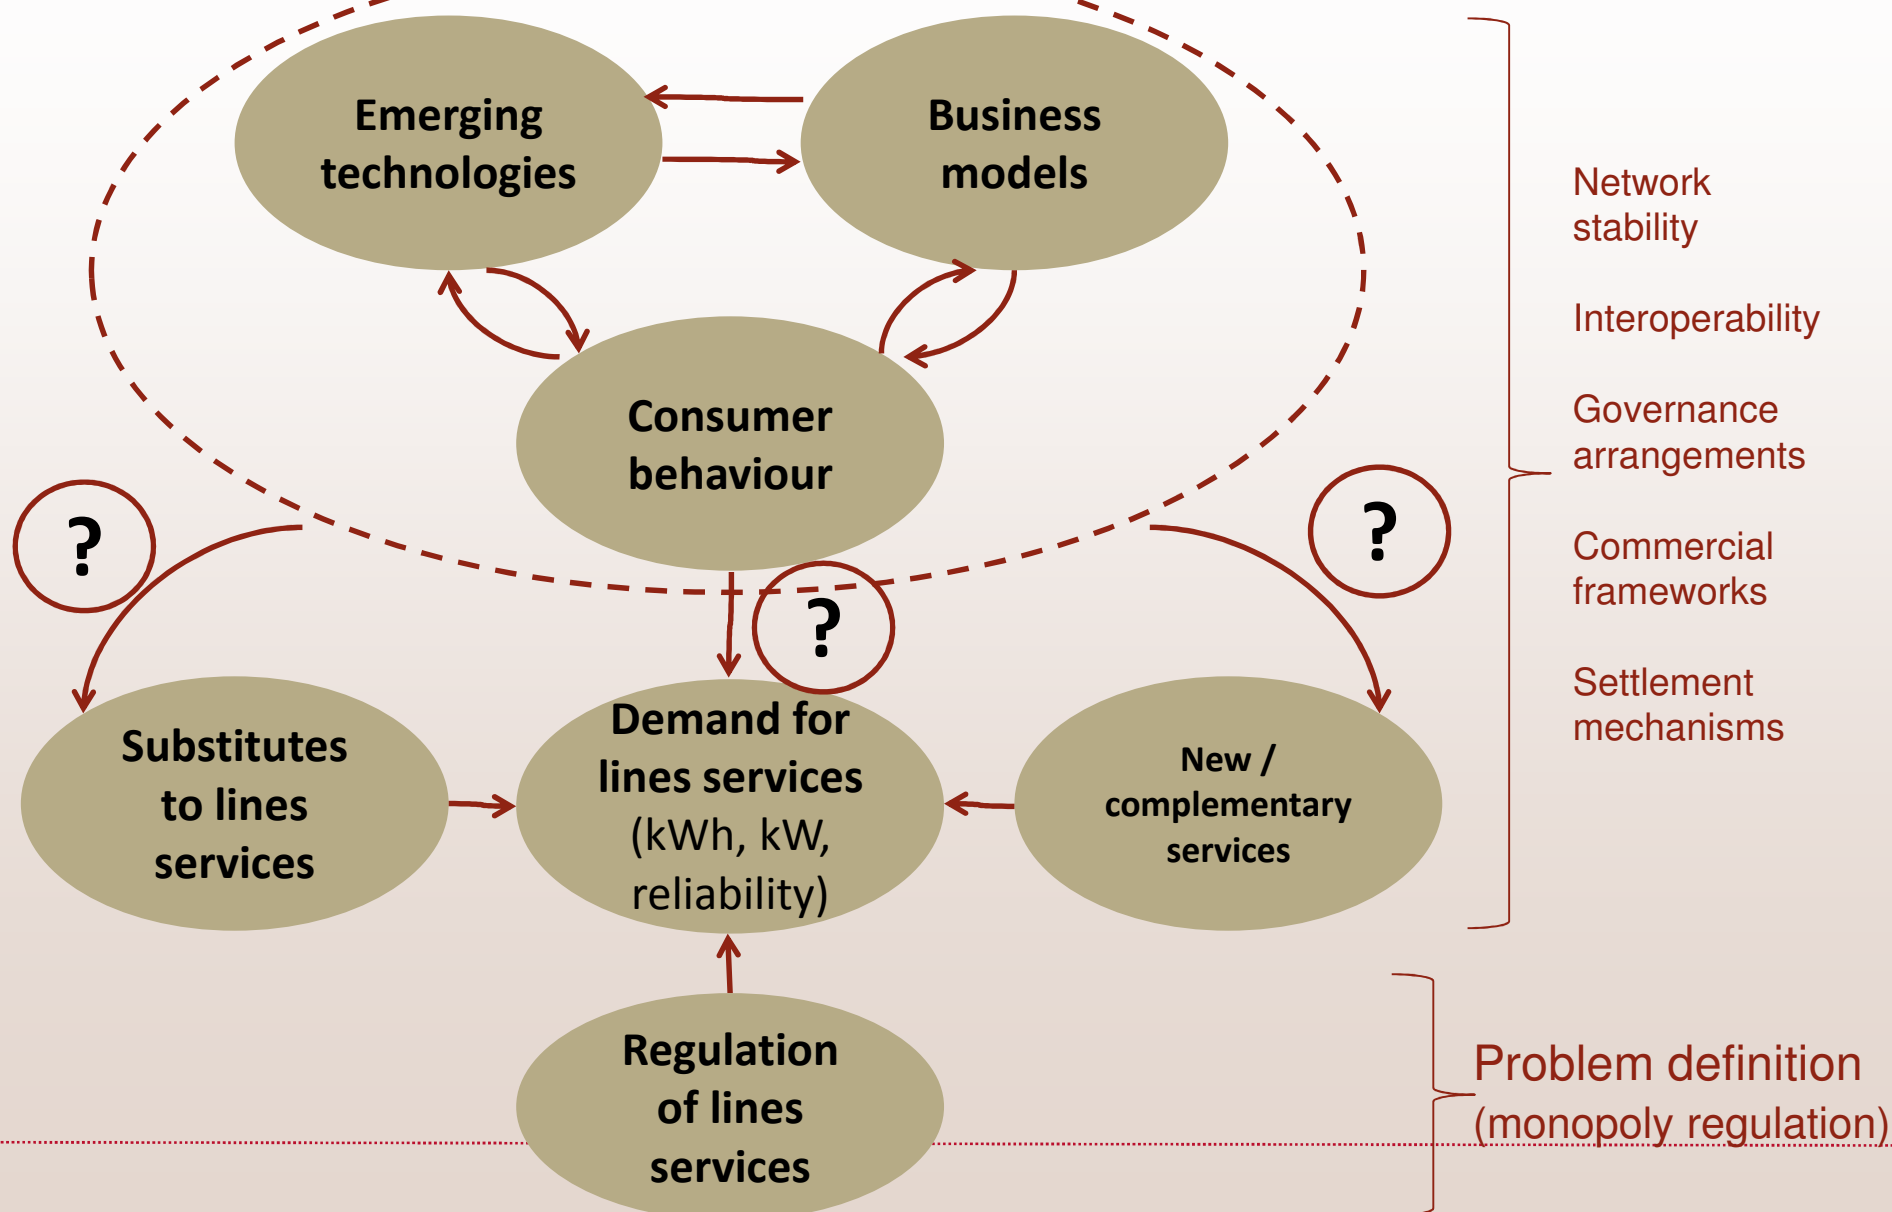 Emerging
technologies
Business
models
Consumer
behaviour
?
?
?
Substitutes
to lines
services
Demand for
lines services
(kWh, kW,
reliability)
New /
complementary
services
Regulation
of lines
services
Network
stability
Interoperability
Governance
arrangements
Commercial
frameworks
Settlement
mechanisms
Problem definition
(monopoly regulation)